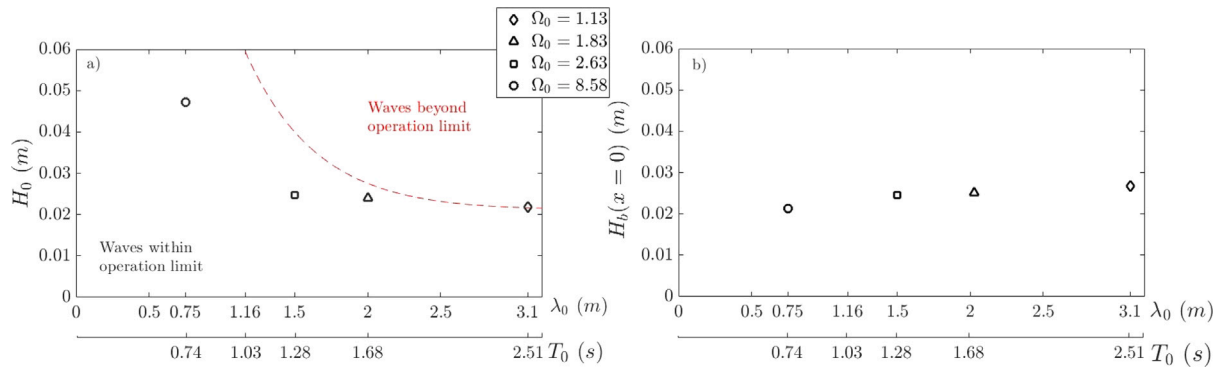 Ω₀ = 1.13
Ω₀ = 1.83
Ω₀ = 2.63
Ω₀ = 8.58
a)
0.06
0.05
0.04
0.03
0.02
0.01
0
H₀ (m)
Waves beyond
operation limit
Waves within
operation limit
0 0.5 0.75 1.16 1.5 2 2.5 3.1 λ₀ (m)
0.74 1.03 1.28 1.68 2.51 T₀ (s)
b)
0.06
0.05
0.04
0.03
0.02
0.01
0
H_b(x = 0) (m)
0 0.5 0.75 1.16 1.5 2 2.5 3.1 λ₀ (m)
0.74 1.03 1.28 1.68 2.51 T₀ (s)